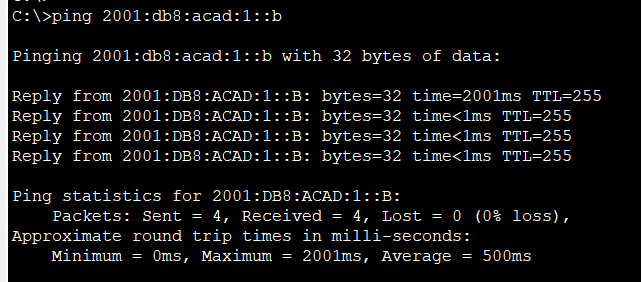 C:\>ping 2001:db8:acad:1::b
Pinging 2001:db8:acad:1::b with 32 bytes of data:
Reply from 2001:DB8:ACAD:1::B: bytes=32 time=2001ms TTL=255
Reply from 2001:DB8:ACAD:1::B: bytes=32 time<1ms TTL=255
Reply from 2001:DB8:ACAD:1::B: bytes=32 time<1ms TTL=255
Reply from 2001:DB8:ACAD:1::B: bytes=32 time<1ms TTL=255
Ping statistics for 2001:DB8:ACAD:1::B:
Packets: Sent = 4, Received = 4, Lost = 0 (0% loss),
Approximate round trip times in milli-seconds:
Minimum = 0ms, Maximum = 2001ms, Average = 500ms